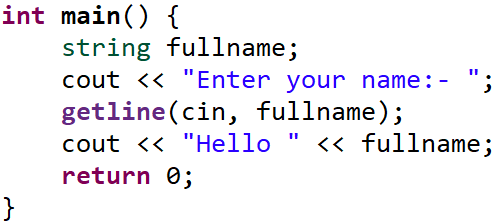 int main() {
    string fullname;
    cout << "Enter your name:- ";
    getline(cin, fullname);
    cout << "Hello " << fullname;
    return 0;
}